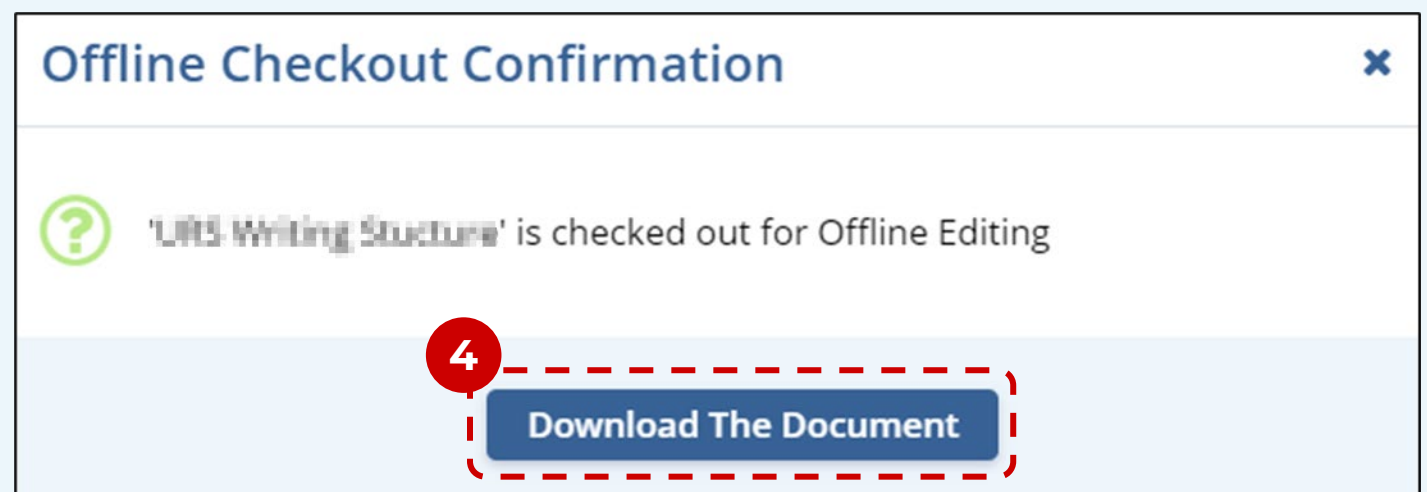 Offline Checkout Confirmation
' is checked out for Offline Editing
4
Download The Document